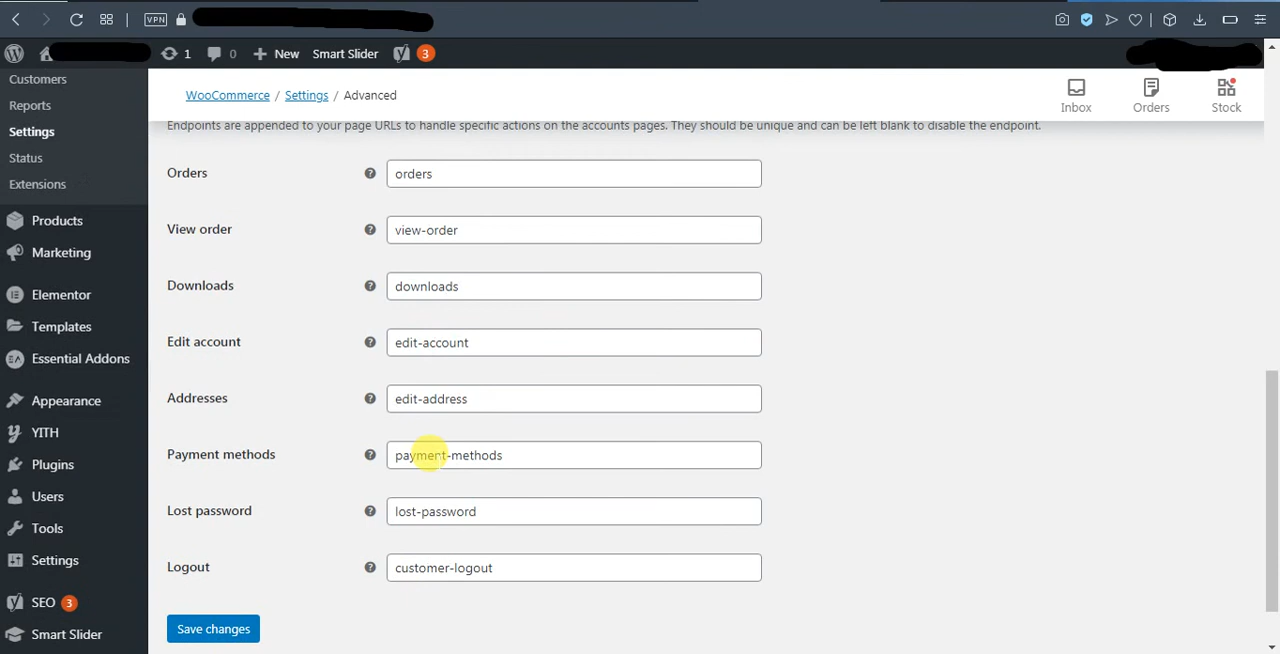 VPN
1
0
New
Smart Slider
3
Customers
Reports
Settings
Status
Extensions
Products
Marketing
Elementor
Templates
Essential Addons
Appearance
YITH
Plugins
Users
Tools
Settings
SEO 3
Smart Slider
WooCommerce / Settings / Advanced
Inbox
Orders
Stock
Endpoints are appended to your page URLs to handle specific actions on the accounts pages. They should be unique and can be left blank to disable the endpoint.
Orders ? orders
View order ? view-order
Downloads ? downloads
Edit account ? edit-account
Addresses ? edit-address
Payment methods ? payment-methods
Lost password ? lost-password
Logout ? customer-logout
Save changes